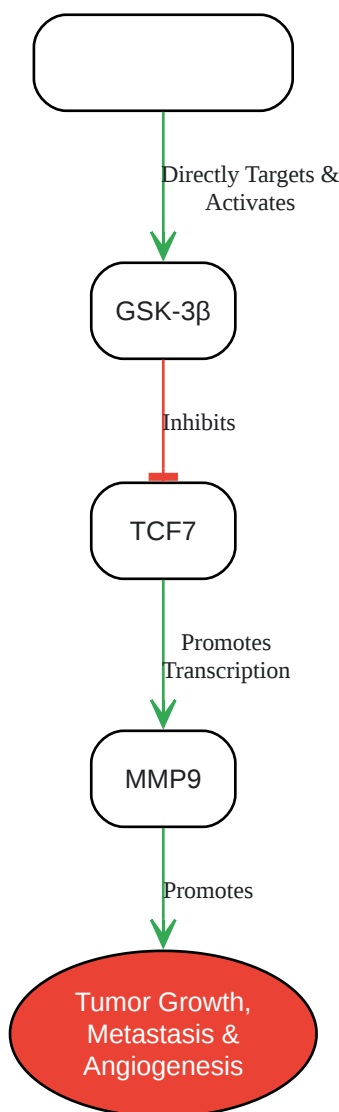 Directly Targets &
Activates
GSK-3β
Inhibits
TCF7
Promotes
Transcription
MMP9
Promotes
Tumor Growth,
Metastasis &
Angiogenesis